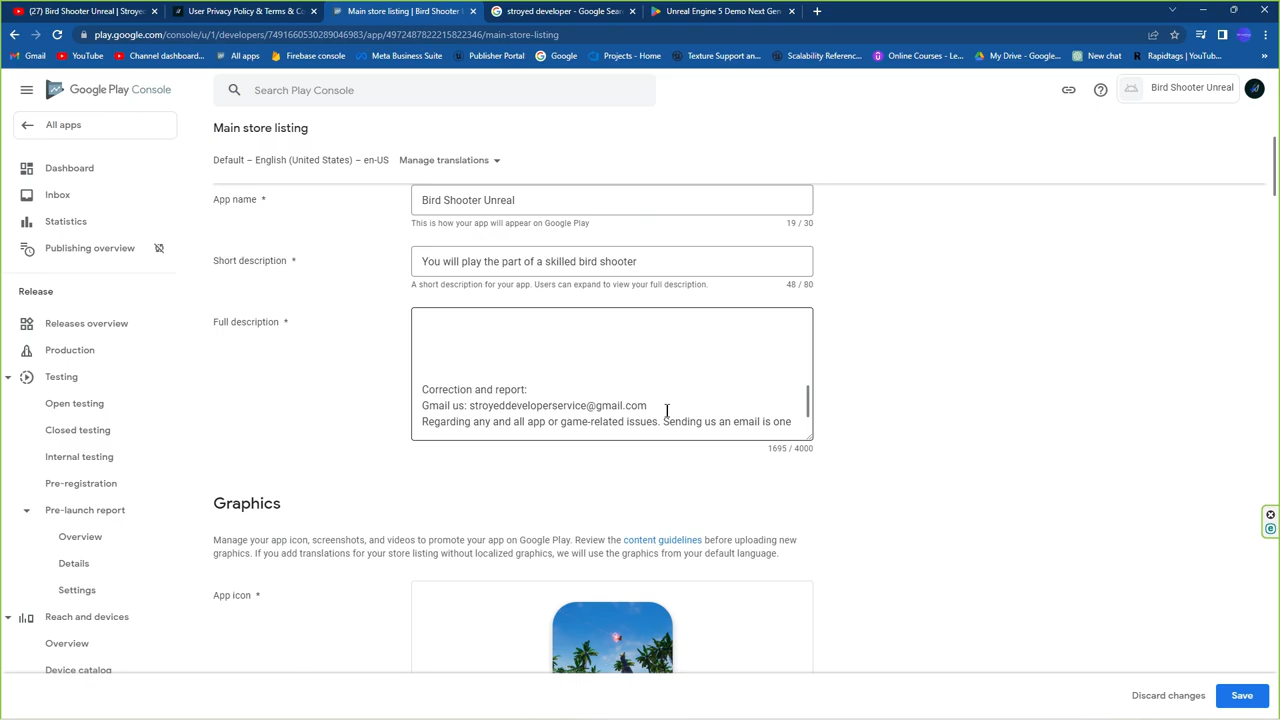 (27) Bird Shooter Unreal | Stroyed
User Privacy Policy & Terms & Co
Main store listing | Bird Shooter
stroyed developer - Google Sear
Unreal Engine 5 Demo Next Gen
play.google.com/console/u/1/developers/7491660530289046983/app/4972487822215822346/main-store-listing
Gmail
YouTube
Channel dashboard...
All apps
Firebase console
Meta Business Suite
Publisher Portal
Google
Projects - Home
Texture Support an...
Scalability Referenc...
Online Courses - Le...
My Drive - Google...
New chat
Rapidtags | YouTub...
Google Play Console
Search Play Console
Bird Shooter Unreal
All apps
Main store listing
Default – English (United States) – en-US
Manage translations
Dashboard
Inbox
Statistics
Publishing overview
Release
Releases overview
Production
Testing
Open testing
Closed testing
Internal testing
Pre-registration
Pre-launch report
Overview
Details
Settings
Reach and devices
Overview
Device catalog
App name *
Bird Shooter Unreal
This is how your app will appear on Google Play
19 / 30
Short description *
You will play the part of a skilled bird shooter
A short description for your app. Users can expand to view your full description.
48 / 80
Full description *
Correction and report:
Gmail us: stroyeddeveloperservice@gmail.com
Regarding any and all app or game-related issues. Sending us an email is one
1695 / 4000
Graphics
Manage your app icon, screenshots, and videos to promote your app on Google Play. Review the content guidelines before uploading new
graphics. If you add translations for your store listing without localized graphics, we will use the graphics from your default language.
App icon *
Discard changes
Save